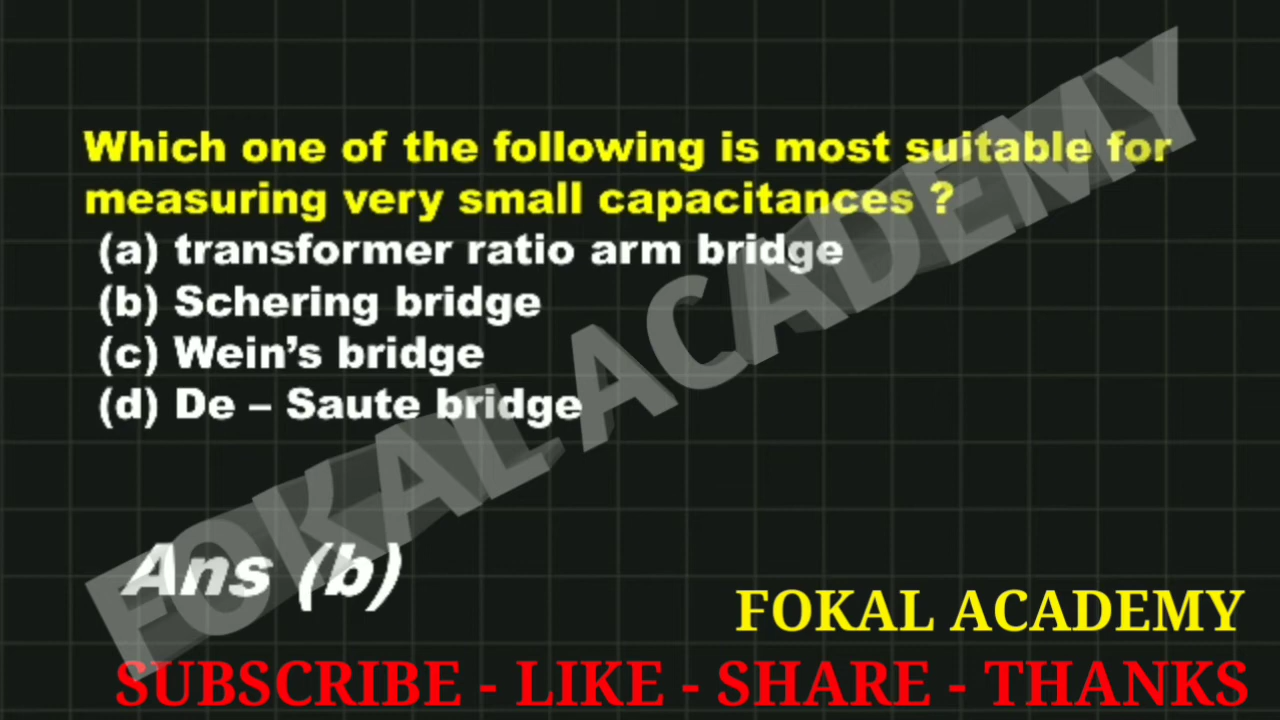 Which one of the following is most suitable for
measuring very small capacitances ?
(a) transformer ratio arm bridge
(b) Schering bridge
(c) Wein’s bridge
(d) De – Saute bridge
FOKAL ACADEMY
Ans (b)
FOKAL ACADEMY
SUBSCRIBE - LIKE - SHARE - THANKS